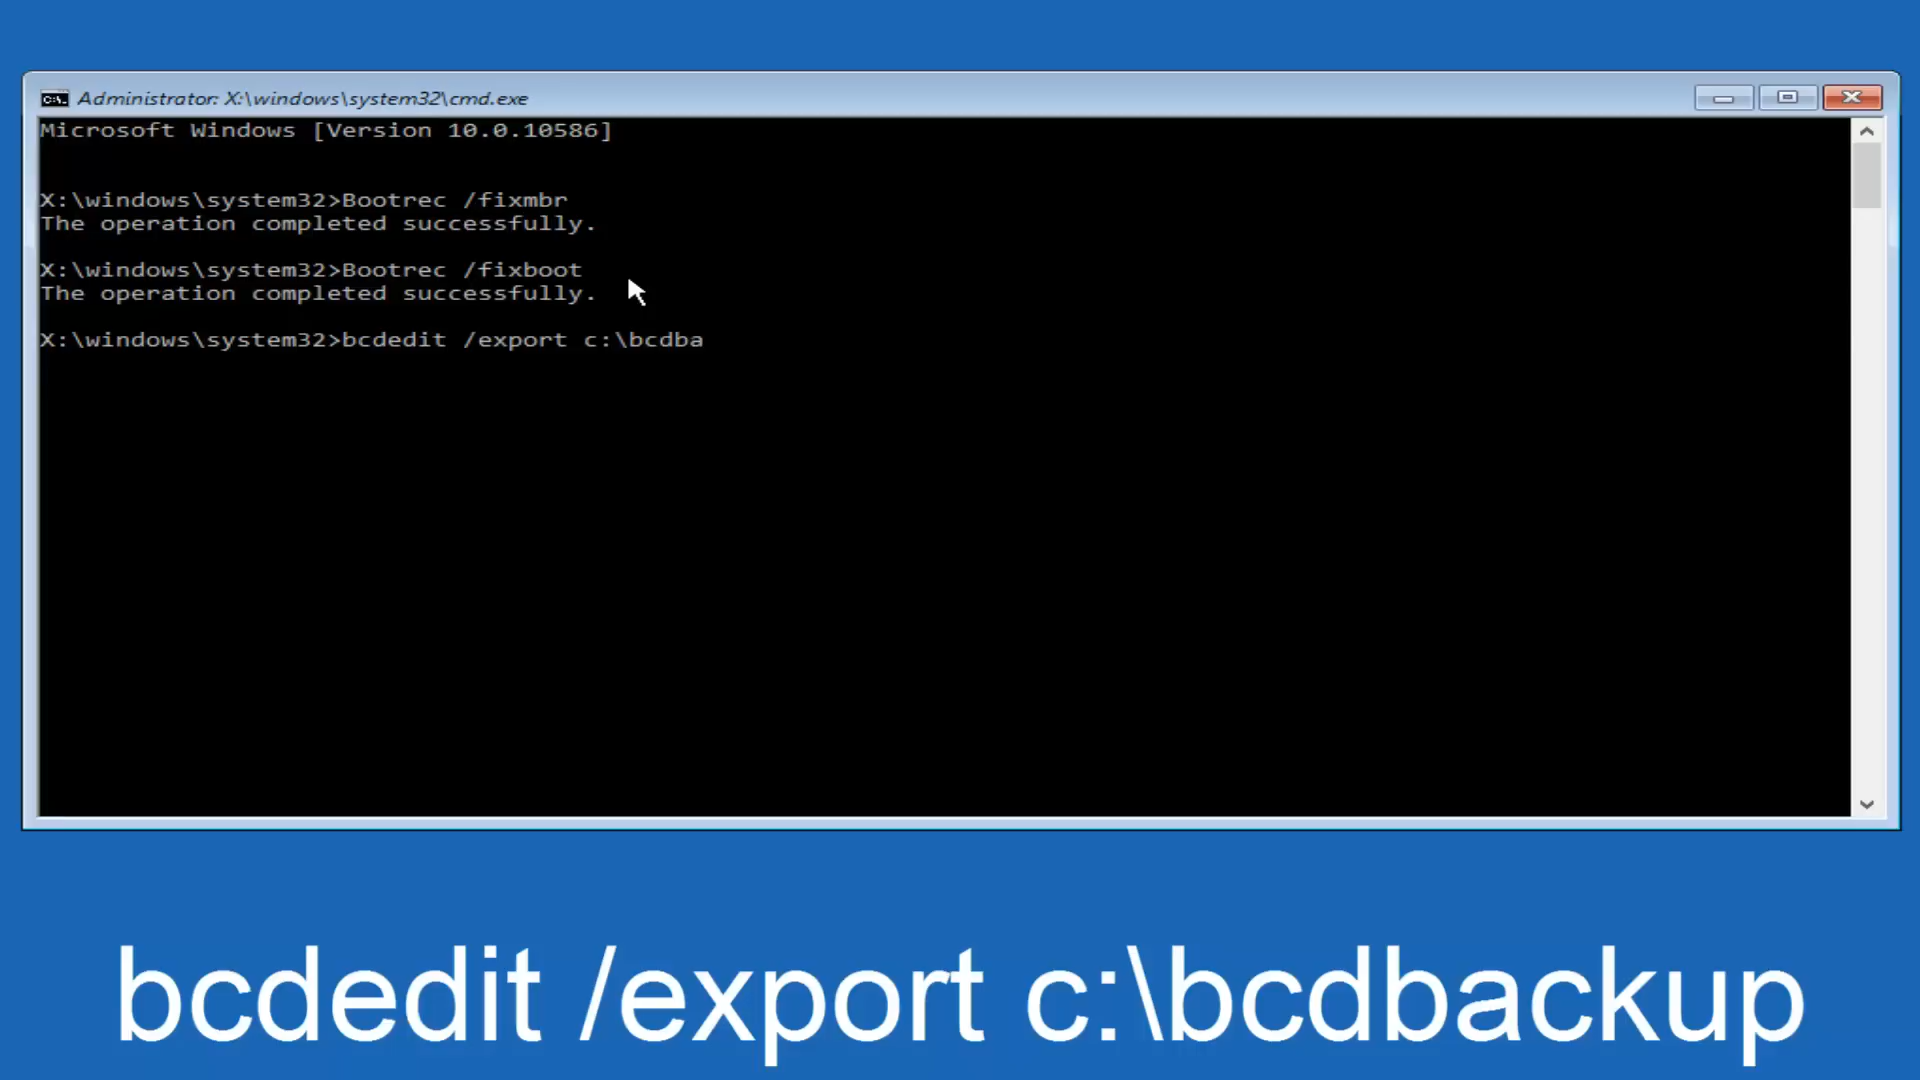 Administrator: X:\windows\system32\cmd.exe
Microsoft Windows [Version 10.0.10586]
X:\windows\system32>Bootrec /fixmbr
The operation completed successfully.
X:\windows\system32>Bootrec /fixboot
The operation completed successfully.
X:\windows\system32>bcdedit /export c:\bcdba
bcdedit /export c:\bcdbackup